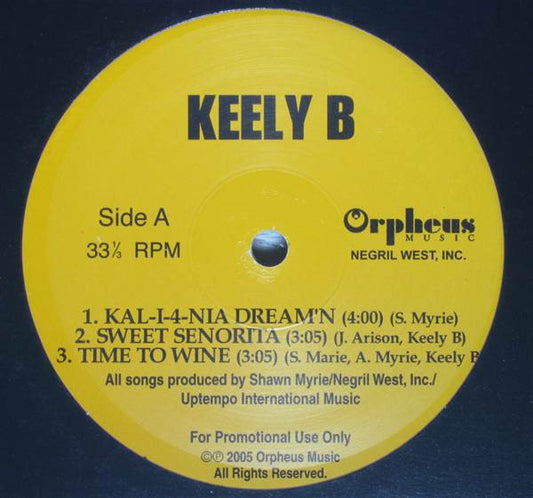 KEELY B
Side A
33⅓ RPM
Orpheus
MUSIC
NEGRIL WEST, INC.
1. KAL-I-4-NIA DREAM'N (4:00) (S. Myrie)
2. SWEET SENORITA (3:05) (J. Arison, Keely B)
3. TIME TO WINE (3:05) (S. Marie, A. Myrie, Keely B
All songs produced by Shawn Myrie/Negril West, Inc./
Uptempo International Music
For Promotional Use Only
©℗ 2005 Orpheus Music
All Rights Reserved.